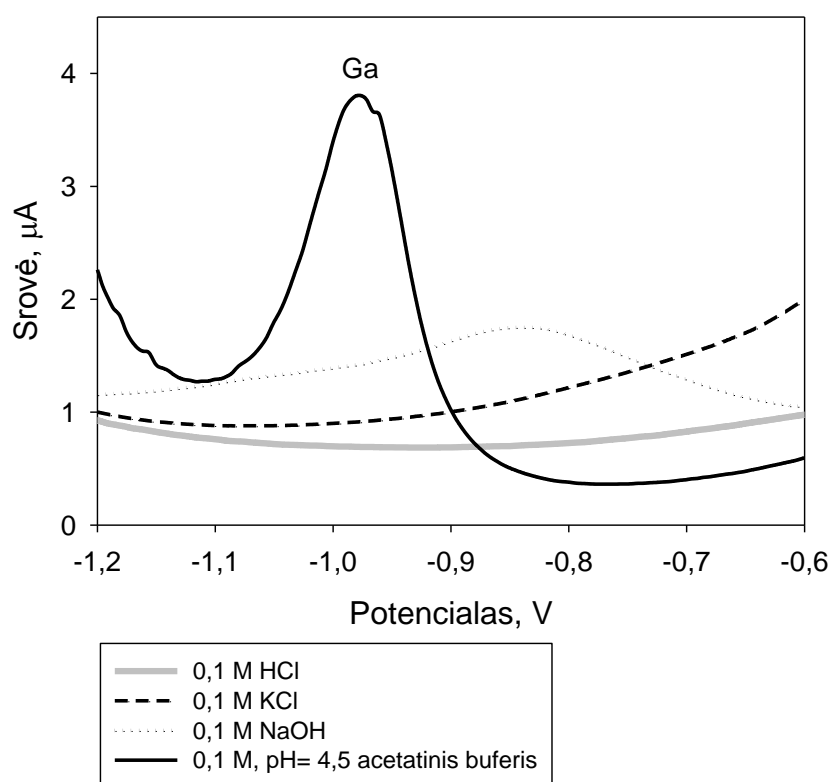 Ga
4
3
2
1
0
Srovė, μA
-1,2 -1,1 -1,0 -0,9 -0,8 -0,7 -0,6
Potencialas, V
0,1 M HCl
0,1 M KCl
0,1 M NaOH
0,1 M, pH= 4,5 acetatinis buferis